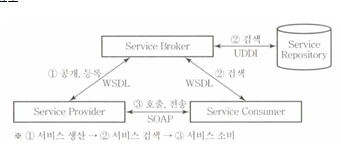 Service Broker
② 검색
UDDI
Service
Repository
① 공개, 등록
WSDL
② 검색
WSDL
Service Provider
③ 호출, 전송
SOAP
Service Consumer
※ ① 서비스 생산 → ② 서비스 검색 → ③ 서비스 소비